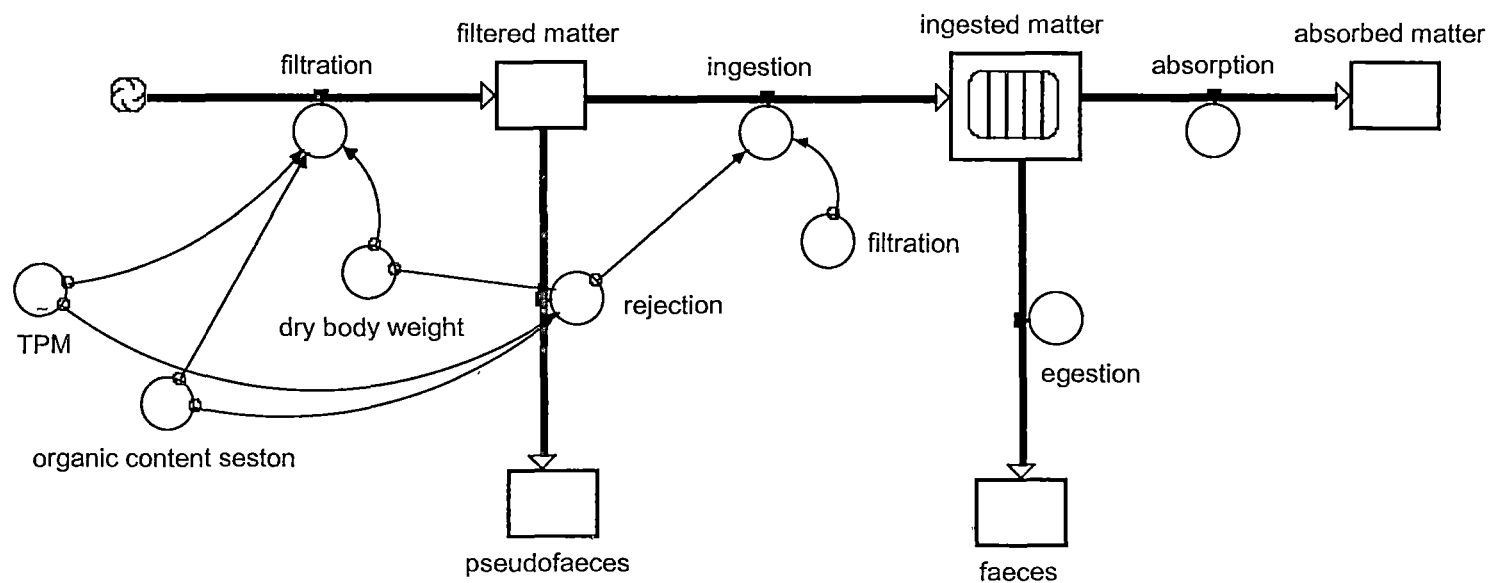 ingested matter
filtered matter
absorbed matter
filtration
ingestion
absorption
filtration
rejection
dry body weight
~
TPM
egestion
organic content seston
pseudofaeces
faeces